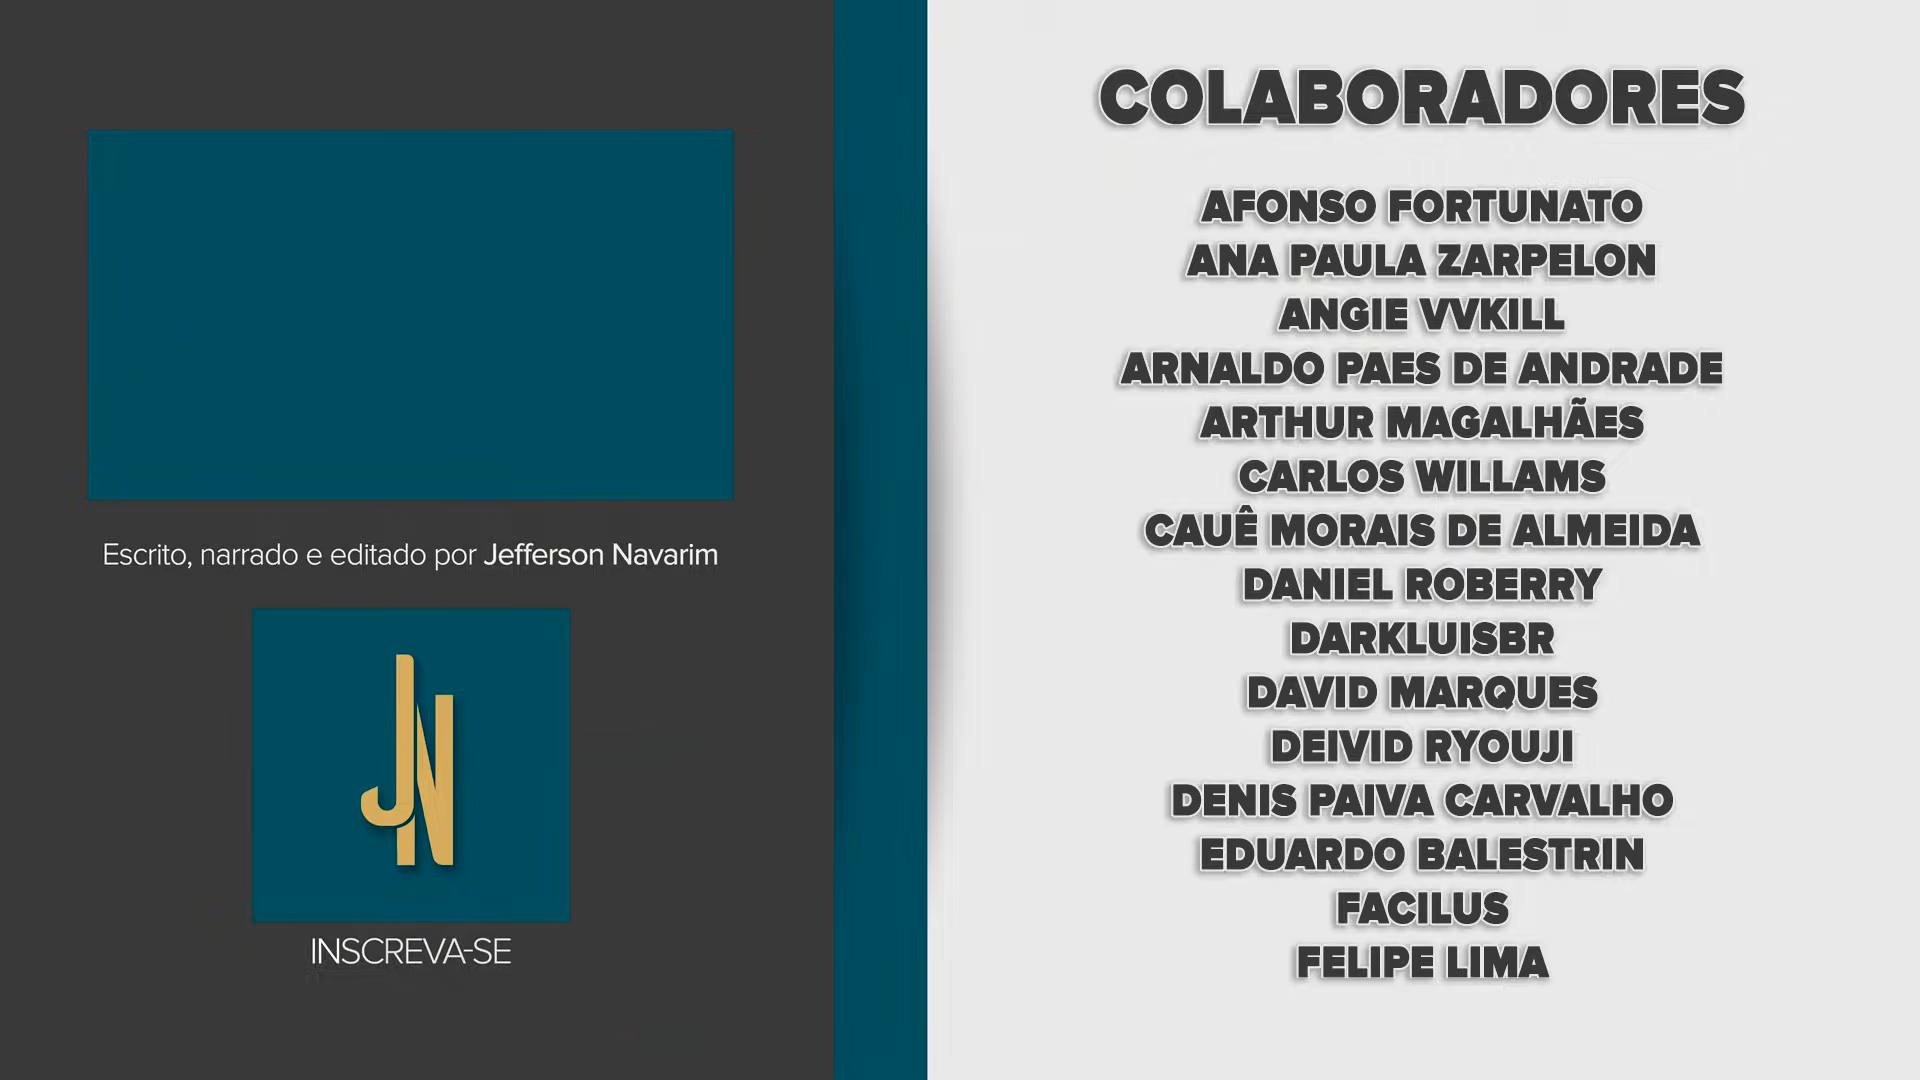 Escrito, narrado e editado por Jefferson Navarim
JN
INSCREVA-SE
COLABORADORES
AFONSO FORTUNATO
ANA PAULA ZARPELON
ANGIE VVKILL
ARNALDO PAES DE ANDRADE
ARTHUR MAGALHÃES
CARLOS WILLAMS
CAUÊ MORAIS DE ALMEIDA
DANIEL ROBERRY
DARKLUISBR
DAVID MARQUES
DEIVID RYOUJI
DENIS PAIVA CARVALHO
EDUARDO BALESTRIN
FACILUS
FELIPE LIMA